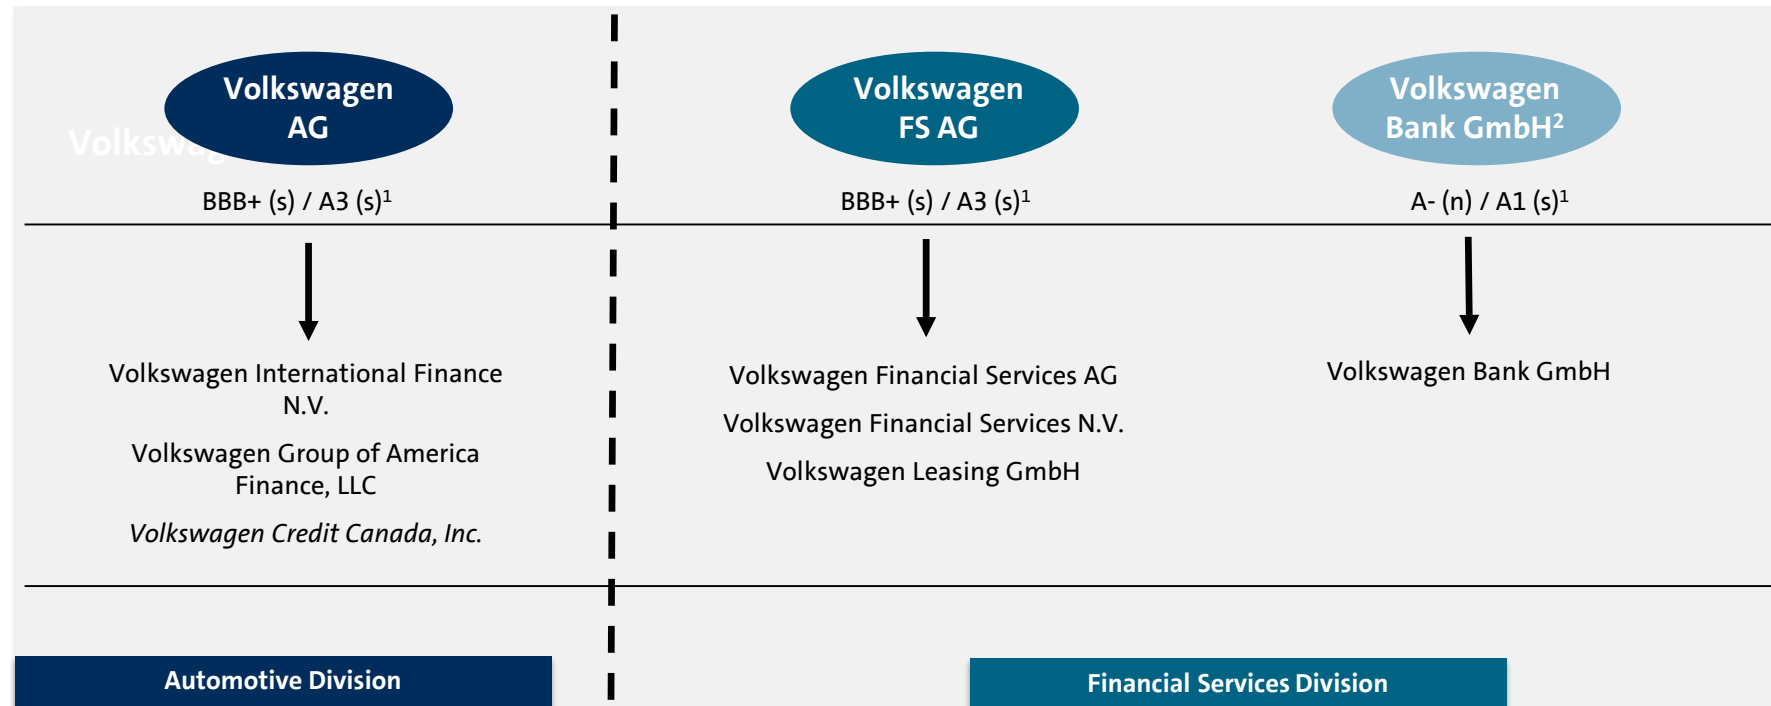 Volkswagen
AG
Volkswagen
FS AG
Volkswagen
Bank GmbH²
Volkswag
BBB+ (s) / A3 (s)¹
BBB+ (s) / A3 (s)¹
A- (n) / A1 (s)¹
Volkswagen International Finance
N.V.
Volkswagen Group of America
Finance, LLC
Volkswagen Credit Canada, Inc.
Volkswagen Financial Services AG
Volkswagen Financial Services N.V.
Volkswagen Leasing GmbH
Volkswagen Bank GmbH
Automotive Division
Financial Services Division